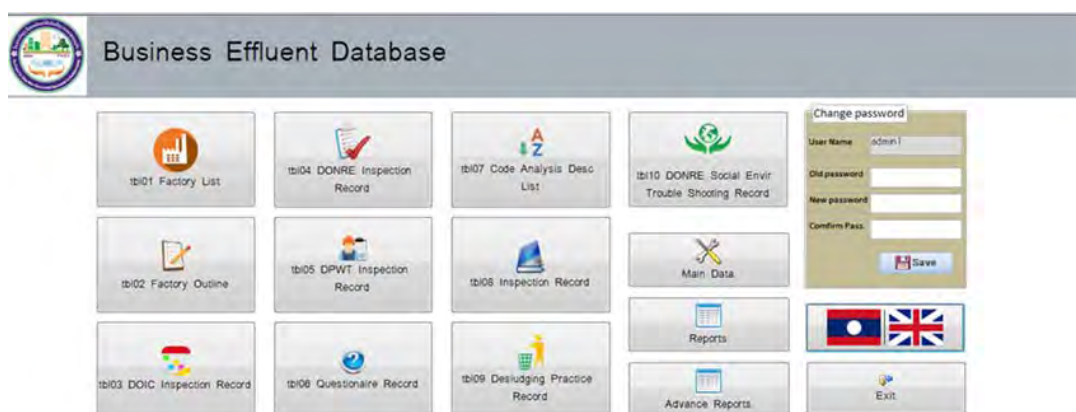 Business Effluent Database
tbl01 Factory List
tbl04 DONRE Inspection
Record
tbl07 Code Analysis Desc
List
tbl10 DONRE Social Envir
Trouble Shooting Record
Change password
User Name
admin1
Old password
New password
Comfirm Pass.
Save
tbl02 Factory Outline
tbl05 DPWT Inspection
Record
tbl08 Inspection Record
Main Data
Reports
tbl03 DOIC Inspection Record
tbl06 Questionaire Record
tbl09 Desludging Practice
Record
Advance Reports
Exit